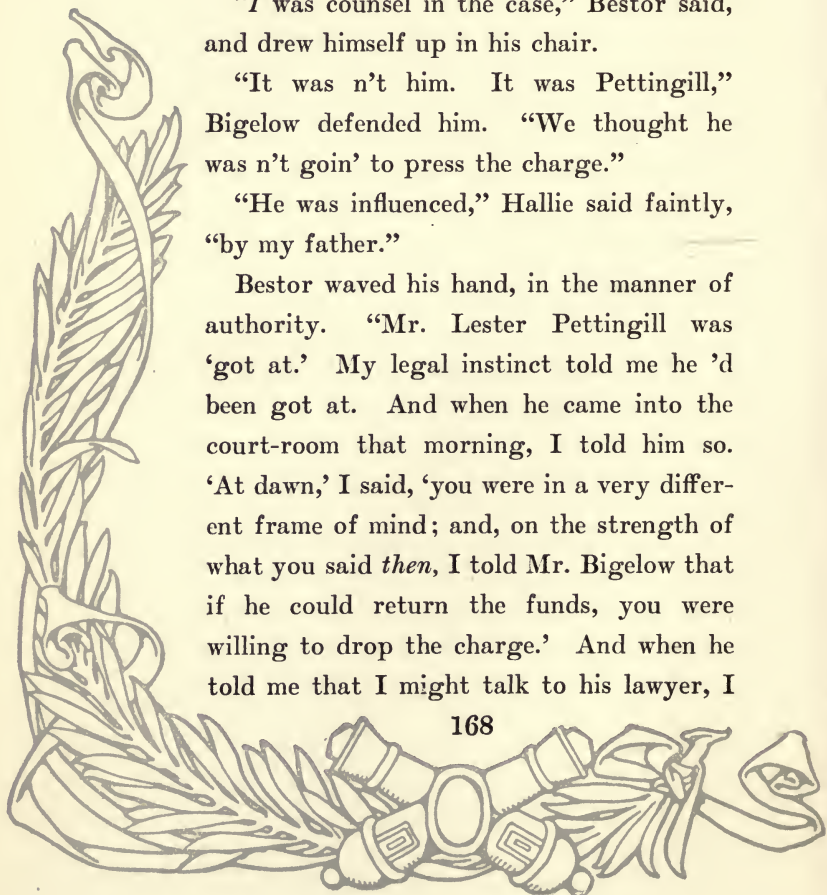 "I was counsel in the case," Bestor said,
and drew himself up in his chair.
"It was n't him. It was Pettingill,"
Bigelow defended him. "We thought he
was n't goin' to press the charge."
"He was influenced," Hallie said faintly,
"by my father."
Bestor waved his hand, in the manner of
authority. "Mr. Lester Pettingill was
'got at.' My legal instinct told me he 'd
been got at. And when he came into the
court-room that morning, I told him so.
'At dawn,' I said, 'you were in a very differ-
ent frame of mind; and, on the strength of
what you said then, I told Mr. Bigelow that
if he could return the funds, you were
willing to drop the charge.' And when he
told me that I might talk to his lawyer, I
168